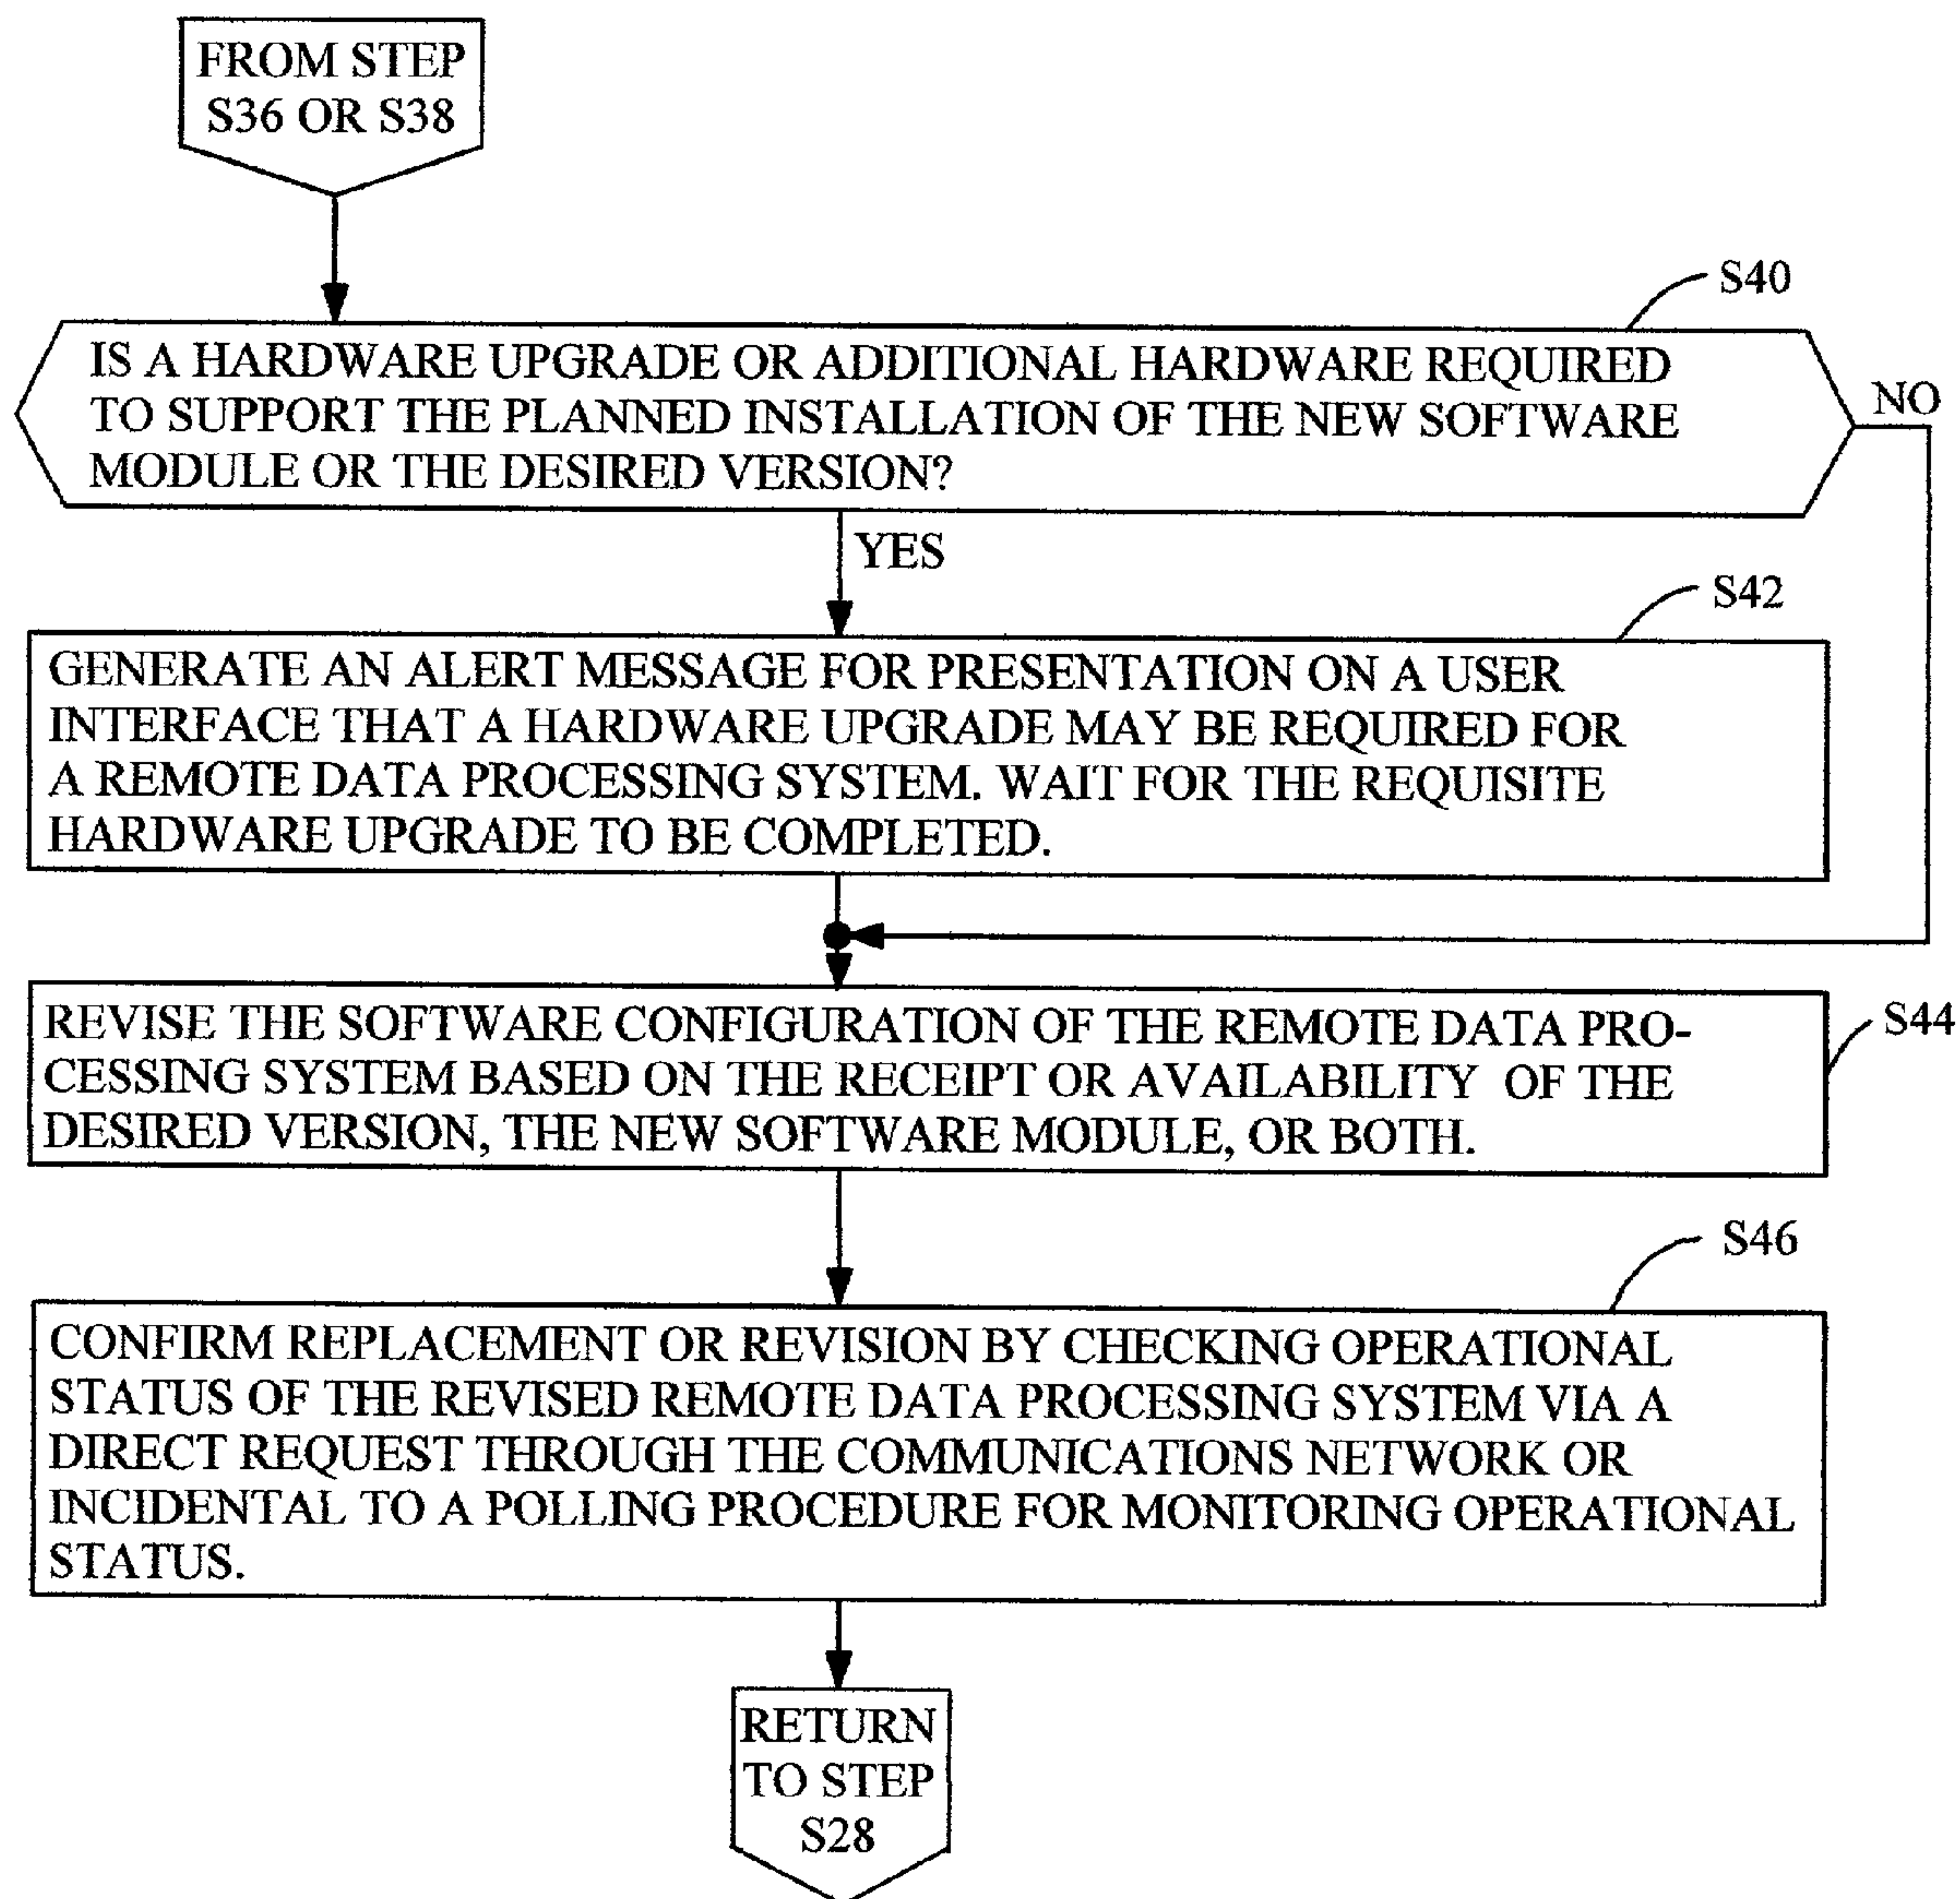 FROM STEP
S36 OR S38
S40
IS A HARDWARE UPGRADE OR ADDITIONAL HARDWARE REQUIRED
TO SUPPORT THE PLANNED INSTALLATION OF THE NEW SOFTWARE
MODULE OR THE DESIRED VERSION?
NO
YES
S42
GENERATE AN ALERT MESSAGE FOR PRESENTATION ON A USER
INTERFACE THAT A HARDWARE UPGRADE MAY BE REQUIRED FOR
A REMOTE DATA PROCESSING SYSTEM. WAIT FOR THE REQUISITE
HARDWARE UPGRADE TO BE COMPLETED.
REVISE THE SOFTWARE CONFIGURATION OF THE REMOTE DATA PRO-
CESSING SYSTEM BASED ON THE RECEIPT OR AVAILABILITY OF THE
DESIRED VERSION, THE NEW SOFTWARE MODULE, OR BOTH.
S44
S46
CONFIRM REPLACEMENT OR REVISION BY CHECKING OPERATIONAL
STATUS OF THE REVISED REMOTE DATA PROCESSING SYSTEM VIA A
DIRECT REQUEST THROUGH THE COMMUNICATIONS NETWORK OR
INCIDENTAL TO A POLLING PROCEDURE FOR MONITORING OPERATIONAL
STATUS.
RETURN
TO STEP
S28